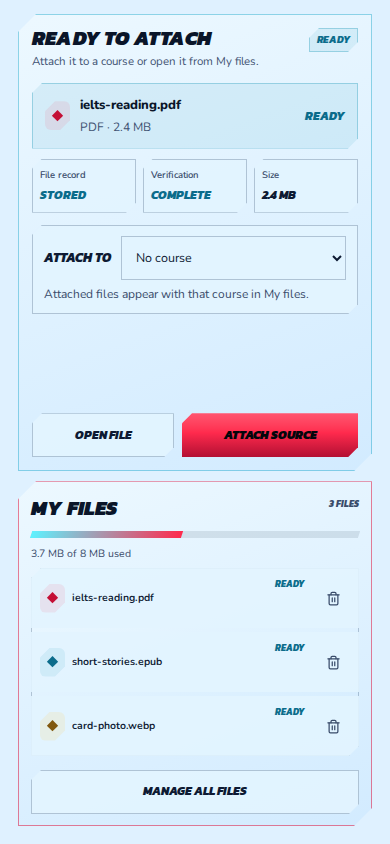 READY TO ATTACH
READY
Attach it to a course or open it from My files.
ielts-reading.pdf
PDF · 2.4 MB
READY
File record
STORED
Verification
COMPLETE
Size
2.4 MB
ATTACH TO
No course
Attached files appear with that course in My files.
OPEN FILE
ATTACH SOURCE
MY FILES
3 FILES
3.7 MB of 8 MB used
ielts-reading.pdf
READY
short-stories.epub
READY
card-photo.webp
READY
MANAGE ALL FILES